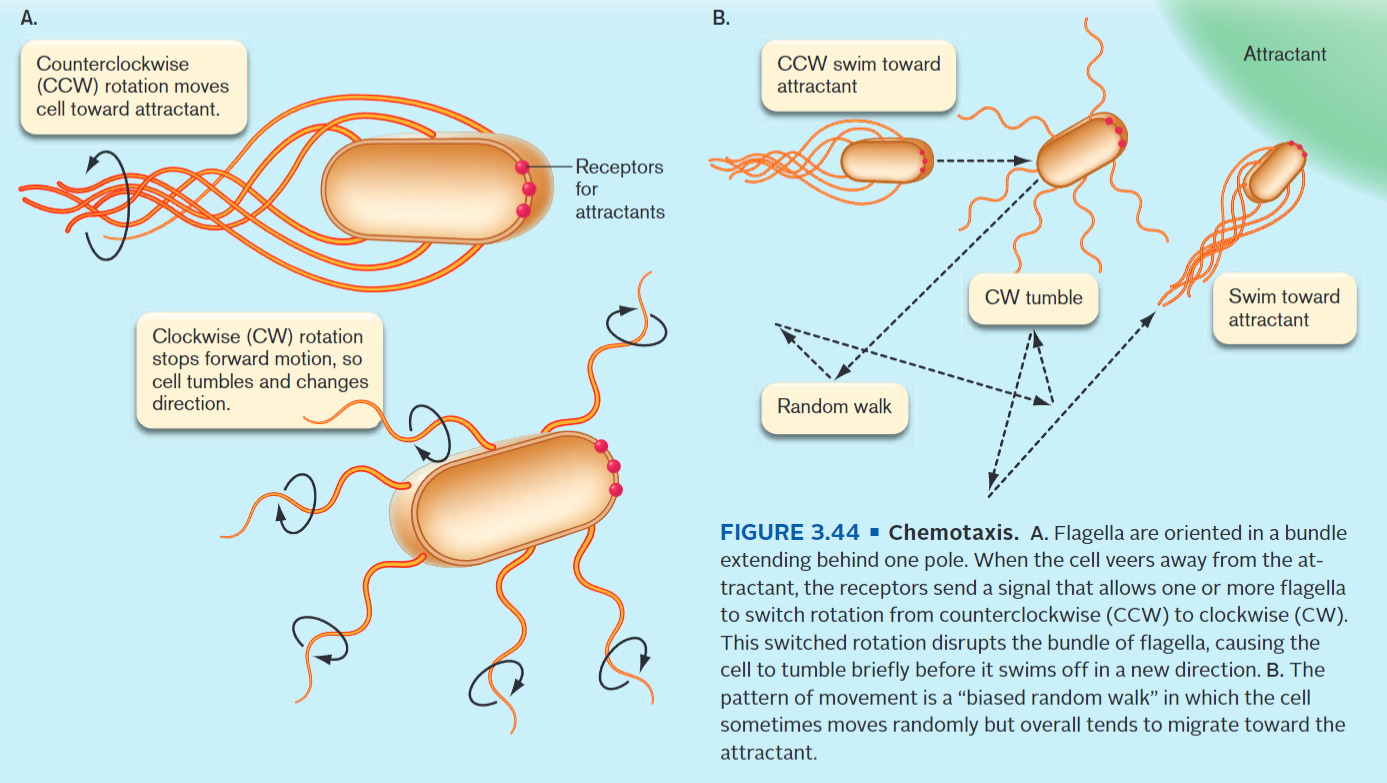 A.
Counterclockwise
(CCW) rotation moves
cell toward attractant.
Receptors
for
attractants
Clockwise (CW) rotation
stops forward motion, so
cell tumbles and changes
direction.
B.
CCW swim toward
attractant
Attractant
CW tumble
Swim toward
attractant
Random walk
FIGURE 3.44 ▪ Chemotaxis. A. Flagella are oriented in a bundle
extending behind one pole. When the cell veers away from the at-
tractant, the receptors send a signal that allows one or more flagella
to switch rotation from counterclockwise (CCW) to clockwise (CW).
This switched rotation disrupts the bundle of flagella, causing the
cell to tumble briefly before it swims off in a new direction. B. The
pattern of movement is a “biased random walk” in which the cell
sometimes moves randomly but overall tends to migrate toward the
attractant.